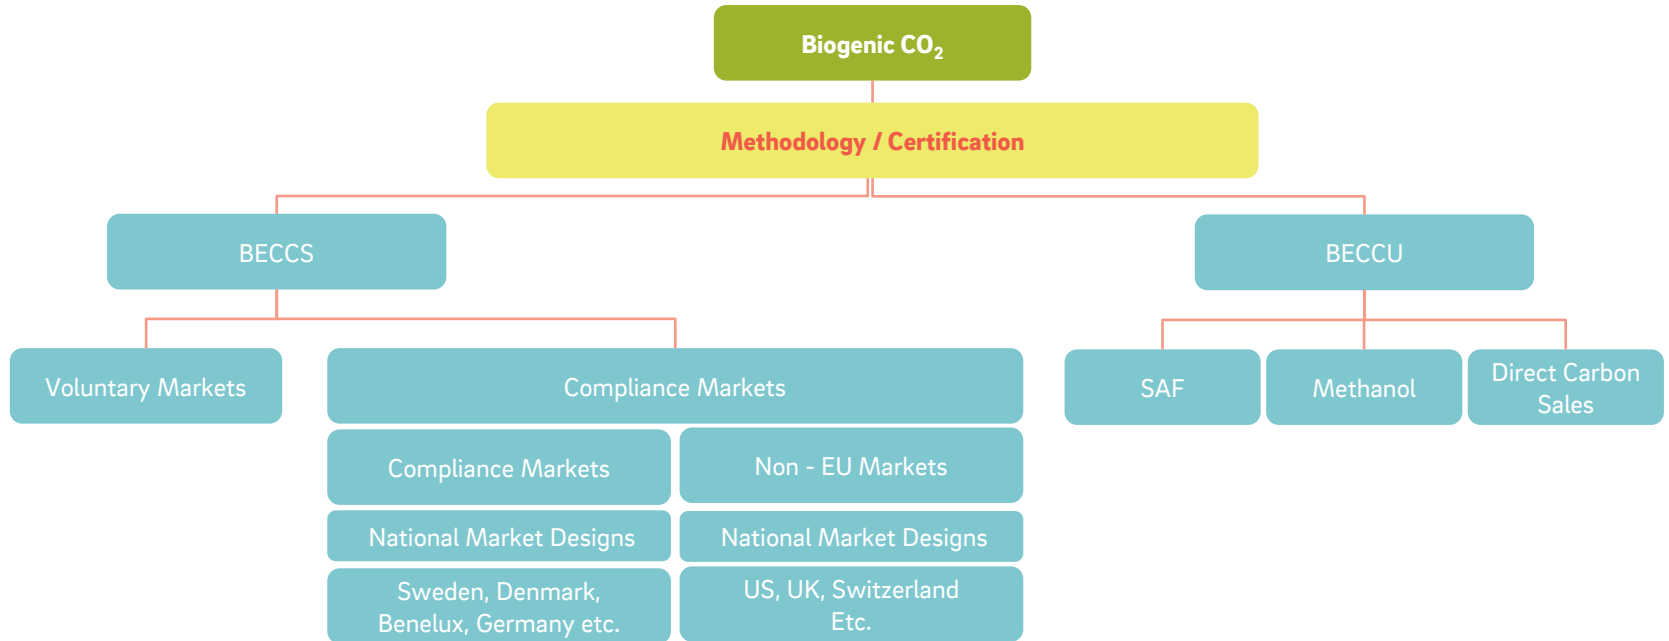 Biogenic CO₂
Methodology / Certification
BECCS
BECCU
Voluntary Markets
Compliance Markets
SAF
Methanol
Direct Carbon
Sales
Compliance Markets
Non - EU Markets
National Market Designs
National Market Designs
Sweden, Denmark,
Benelux, Germany etc.
US, UK, Switzerland
Etc.